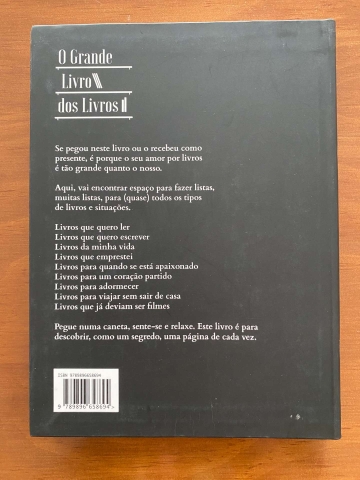 O Grande
Livro
dos Livros
Se pegou neste livro ou o recebeu como
presente, é porque o seu amor por livros
é tão grande quanto o nosso.
Aqui, vai encontrar espaço para fazer listas,
muitas listas, para (quase) todos os tipos
de livros e situações.
Livros que quero ler
Livros que quero escrever
Livros da minha vida
Livros que emprestei
Livros para quando se está apaixonado
Livros para um coração partido
Livros para adormecer
Livros para viajar sem sair de casa
Livros que já deviam ser filmes
Pegue numa caneta, sente-se e relaxe. Este livro é para
descobrir, como um segredo, uma página de cada vez.
ISBN 9789896658694
9 789896 658694 >